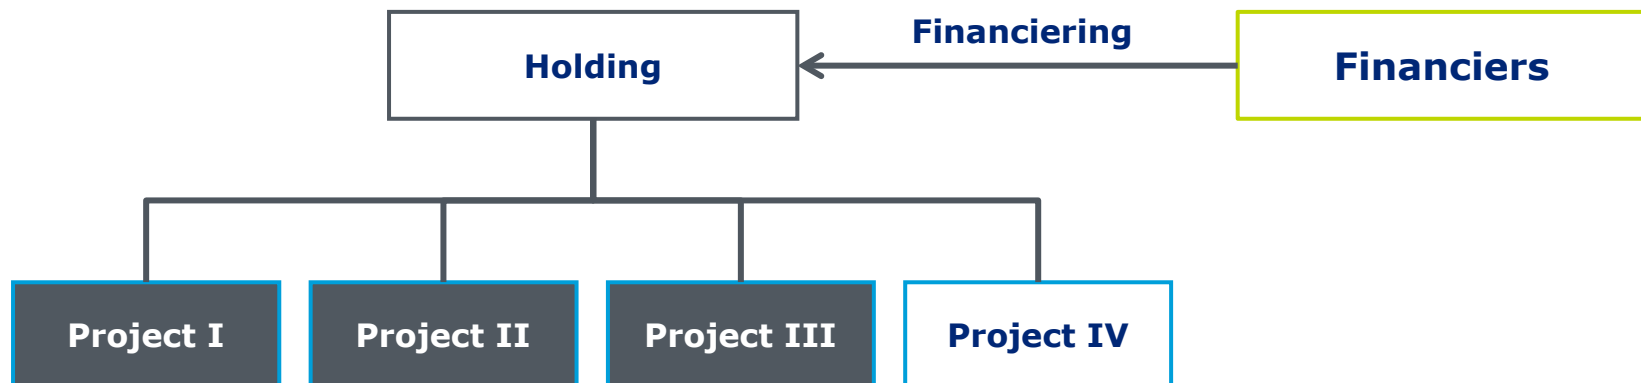 Financiering
Holding
Financiers
Project I
Project II
Project III
Project IV